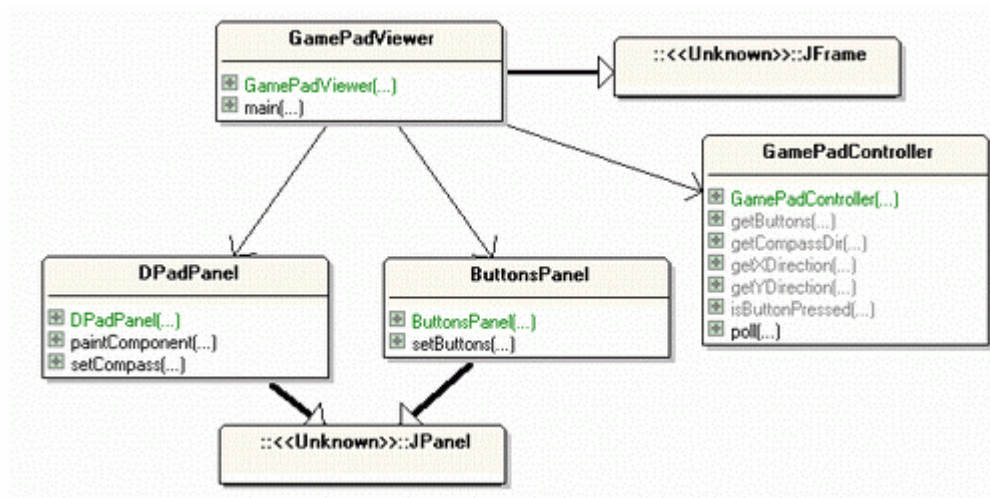 GamePadViewer
GamePadViewer(...)
main(...)
::<<Unknown>>::JFrame
GamePadController
GamePadController(...)
getButtons(...)
getCompassDir(...)
getXDirection(...)
getYDirection(...)
isButtonPressed(...)
poll(...)
DPadPanel
DPadPanel(...)
paintComponent(...)
setCompass(...)
ButtonsPanel
ButtonsPanel(...)
setButtons(...)
::<<Unknown>>::JPanel